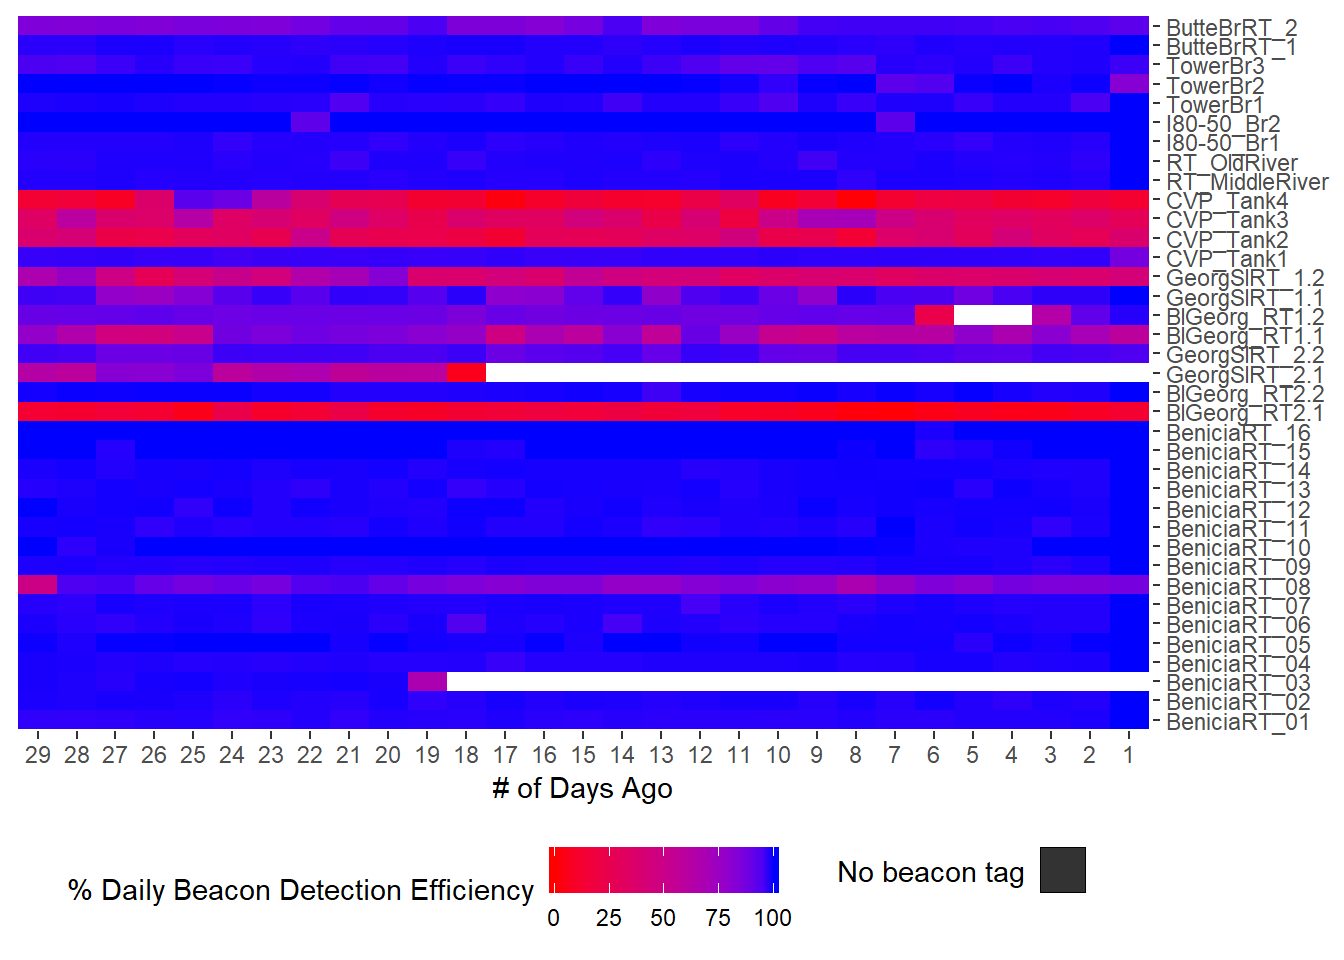 ButteBrRT_2
ButteBrRT_1
TowerBr3
TowerBr2
TowerBr1
I80-50_Br2
I80-50_Br1
RT_OldRiver
RT_MiddleRiver
CVP_Tank4
CVP_Tank3
CVP_Tank2
CVP_Tank1
GeorgSlRT_1.2
GeorgSlRT_1.1
BlGeorg_RT1.2
BlGeorg_RT1.1
GeorgSlRT_2.2
GeorgSlRT_2.1
BlGeorg_RT2.2
BlGeorg_RT2.1
BeniciaRT_16
BeniciaRT_15
BeniciaRT_14
BeniciaRT_13
BeniciaRT_12
BeniciaRT_11
BeniciaRT_10
BeniciaRT_09
BeniciaRT_08
BeniciaRT_07
BeniciaRT_06
BeniciaRT_05
BeniciaRT_04
BeniciaRT_03
BeniciaRT_02
BeniciaRT_01
29 28 27 26 25 24 23 22 21 20 19 18 17 16 15 14 13 12 11 10 9 8 7 6 5 4 3 2 1
# of Days Ago
% Daily Beacon Detection Efficiency
0 25 50 75 100
No beacon tag